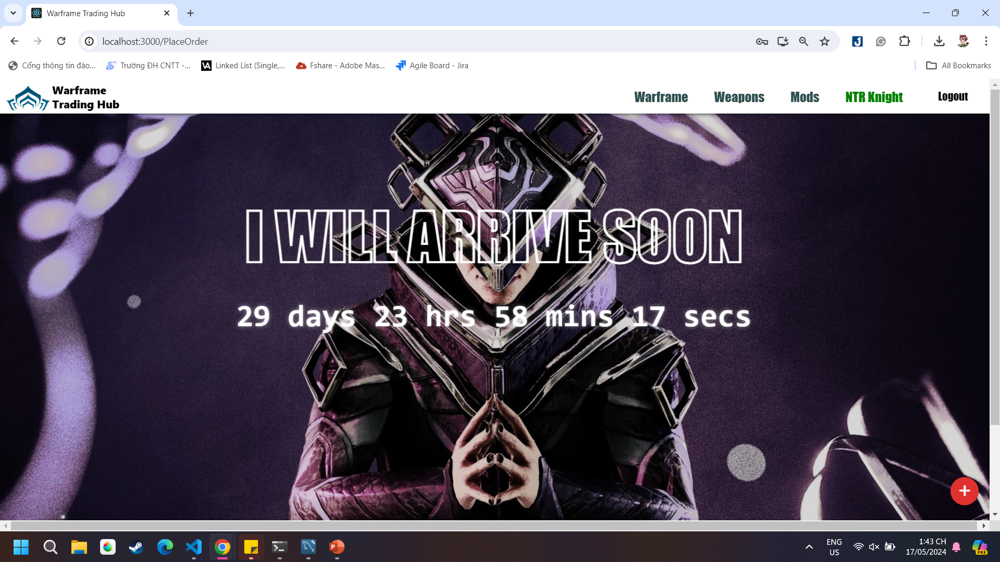 Warframe Trading Hub
localhost:3000/PlaceOrder
Cổng thông tin đào...
Trường ĐH CNTT -...
Linked List (Single,...
Fshare - Adobe Mas...
Agile Board - Jira
All Bookmarks
Warframe
Trading Hub
Warframe
Weapons
Mods
NTR Knight
Logout
I WILL ARRIVE SOON
29 days 23 hrs 58 mins 17 secs
ENG
US
1:43 CH
17/05/2024
PRE